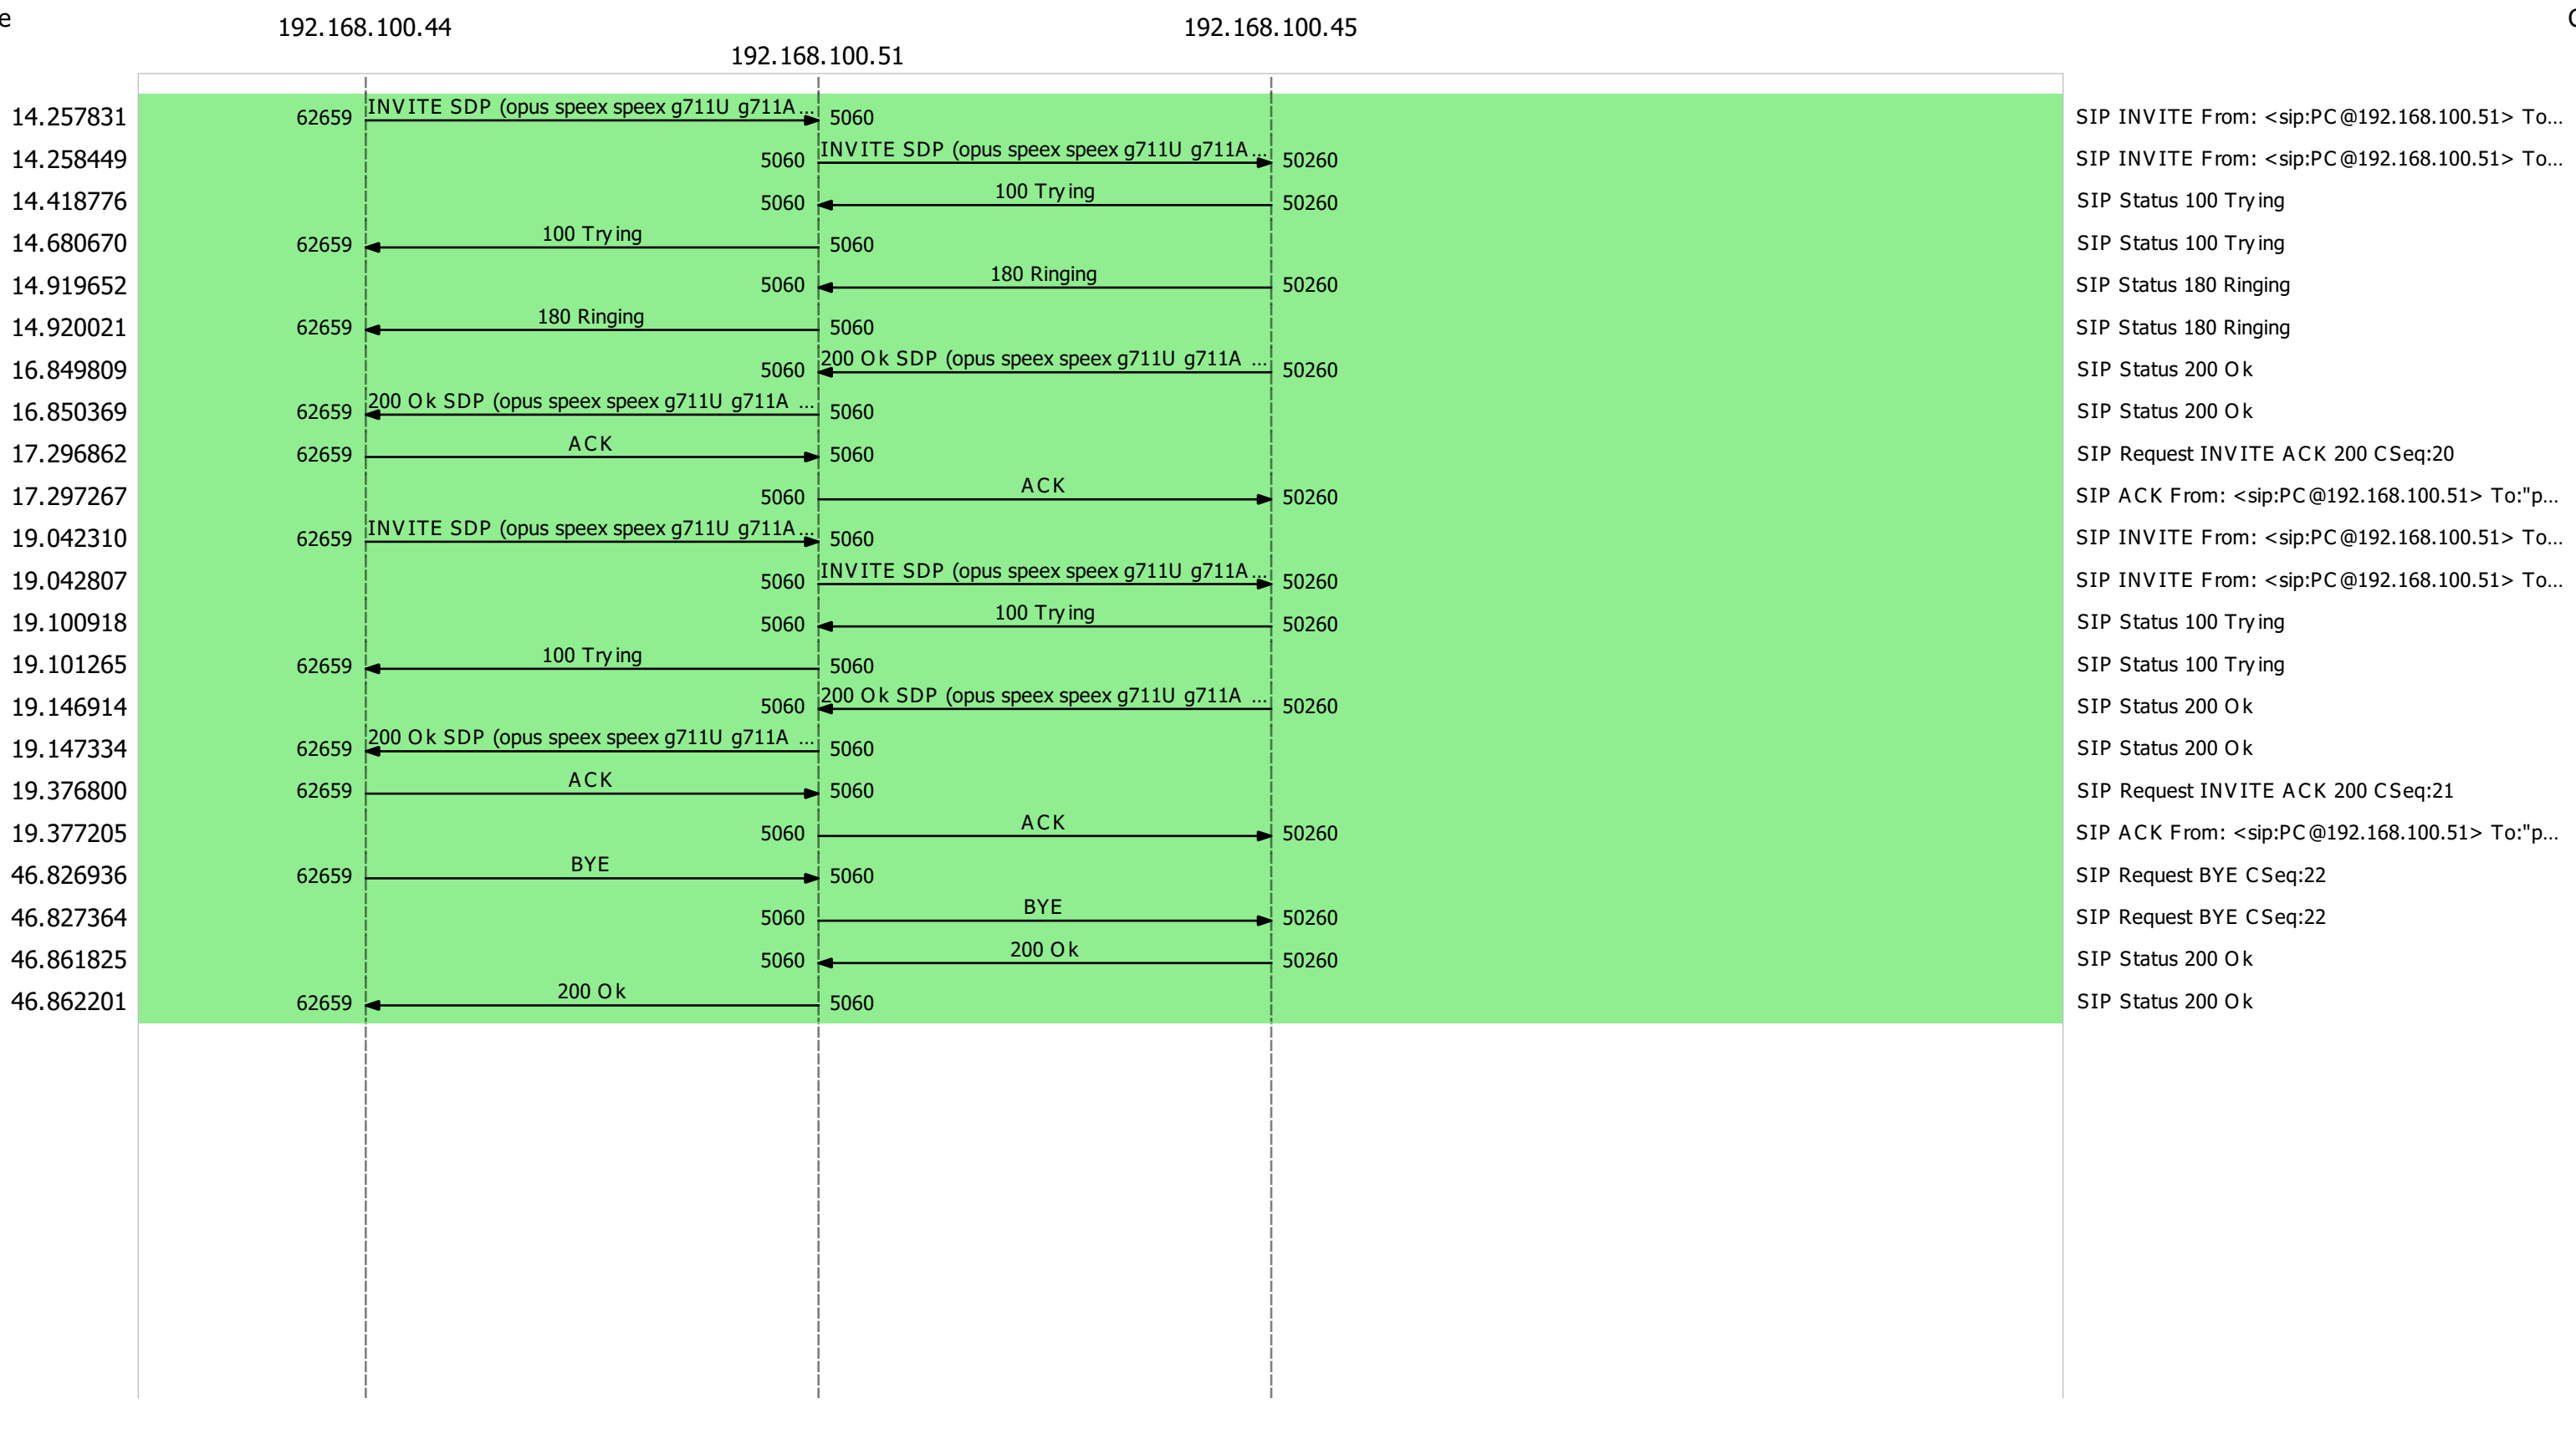 e 192.168.100.44 192.168.100.45 C
192.168.100.51
14.257831 62659 INVITE SDP (opus speex speex g711U g711A... 5060 SIP INVITE From: <sip:PC@192.168.100.51> To...
14.258449 5060 INVITE SDP (opus speex speex g711U g711A... 50260 SIP INVITE From: <sip:PC@192.168.100.51> To...
14.418776 5060 100 Trying 50260 SIP Status 100 Trying
14.680670 62659 100 Trying 5060 SIP Status 100 Trying
14.919652 5060 180 Ringing 50260 SIP Status 180 Ringing
14.920021 62659 180 Ringing 5060 SIP Status 180 Ringing
16.849809 5060 200 Ok SDP (opus speex speex g711U g711A ... 50260 SIP Status 200 Ok
16.850369 62659 200 Ok SDP (opus speex speex g711U g711A ... 5060 SIP Status 200 Ok
17.296862 62659 ACK 5060 SIP Request INVITE ACK 200 CSeq:20
17.297267 5060 ACK 50260 SIP ACK From: <sip:PC@192.168.100.51> To:"p...
19.042310 62659 INVITE SDP (opus speex speex g711U g711A... 5060 SIP INVITE From: <sip:PC@192.168.100.51> To...
19.042807 5060 INVITE SDP (opus speex speex g711U g711A... 50260 SIP INVITE From: <sip:PC@192.168.100.51> To...
19.100918 5060 100 Trying 50260 SIP Status 100 Trying
19.101265 62659 100 Trying 5060 SIP Status 100 Trying
19.146914 5060 200 Ok SDP (opus speex speex g711U g711A ... 50260 SIP Status 200 Ok
19.147334 62659 200 Ok SDP (opus speex speex g711U g711A ... 5060 SIP Status 200 Ok
19.376800 62659 ACK 5060 SIP Request INVITE ACK 200 CSeq:21
19.377205 5060 ACK 50260 SIP ACK From: <sip:PC@192.168.100.51> To:"p...
46.826936 62659 BYE 5060 SIP Request BYE CSeq:22
46.827364 5060 BYE 50260 SIP Request BYE CSeq:22
46.861825 5060 200 Ok 50260 SIP Status 200 Ok
46.862201 62659 200 Ok 5060 SIP Status 200 Ok